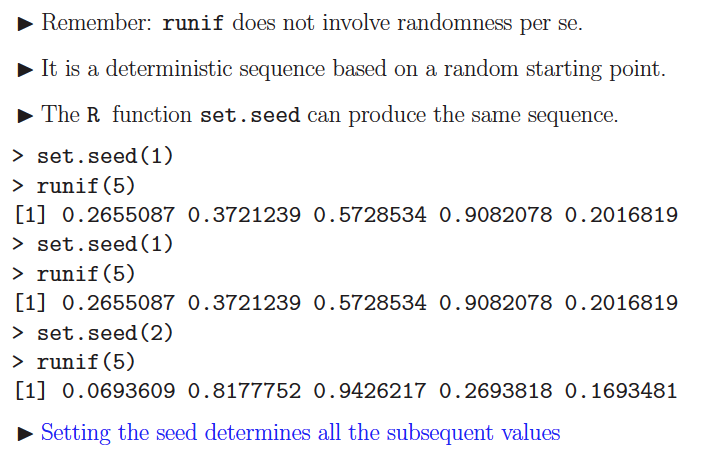 ▶ Remember: runif does not involve randomness per se.
▶ It is a deterministic sequence based on a random starting point.
▶ The R function set.seed can produce the same sequence.
> set.seed(1)
> runif(5)
[1] 0.2655087 0.3721239 0.5728534 0.9082078 0.2016819
> set.seed(1)
> runif(5)
[1] 0.2655087 0.3721239 0.5728534 0.9082078 0.2016819
> set.seed(2)
> runif(5)
[1] 0.0693609 0.8177752 0.9426217 0.2693818 0.1693481
▶ Setting the seed determines all the subsequent values